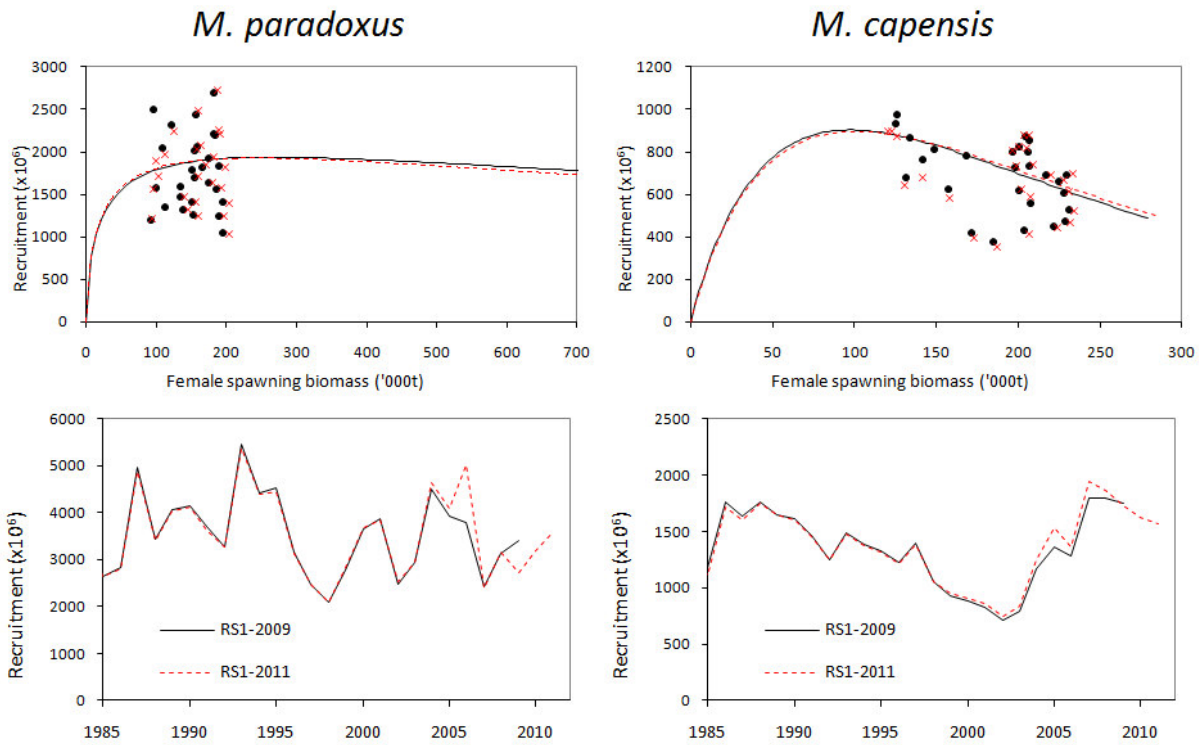 M. paradoxus
M. capensis
Recruitment (x10⁶)
3000
2500
2000
1500
1000
500
0
0 100 200 300 400 500 600 700
Female spawning biomass ('000t)
Recruitment (x10⁶)
1200
1000
800
600
400
200
0
0 50 100 150 200 250 300
Female spawning biomass ('000t)
Recruitment (x10⁶)
6000
5000
4000
3000
2000
1000
0
RS1-2009
RS1-2011
1985 1990 1995 2000 2005 2010
Recruitment (x10⁶)
2500
2000
1500
1000
500
0
RS1-2009
RS1-2011
1985 1990 1995 2000 2005 2010